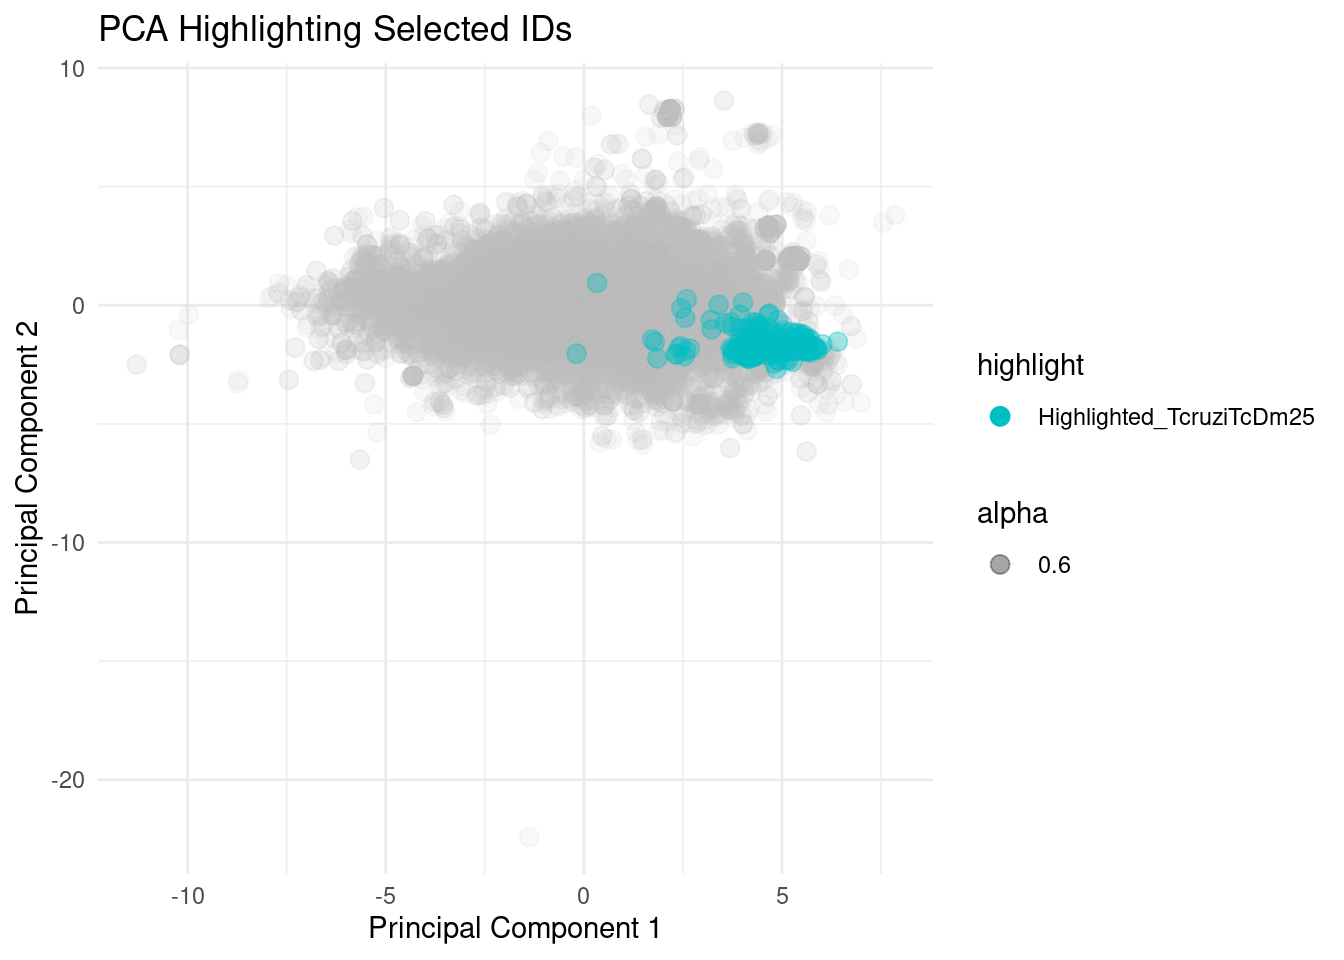 PCA Highlighting Selected IDs
10
0
-10
-20
Principal Component 2
-10
-5
0
5
Principal Component 1
highlight
Highlighted_TcruziTcDm25
alpha
0.6